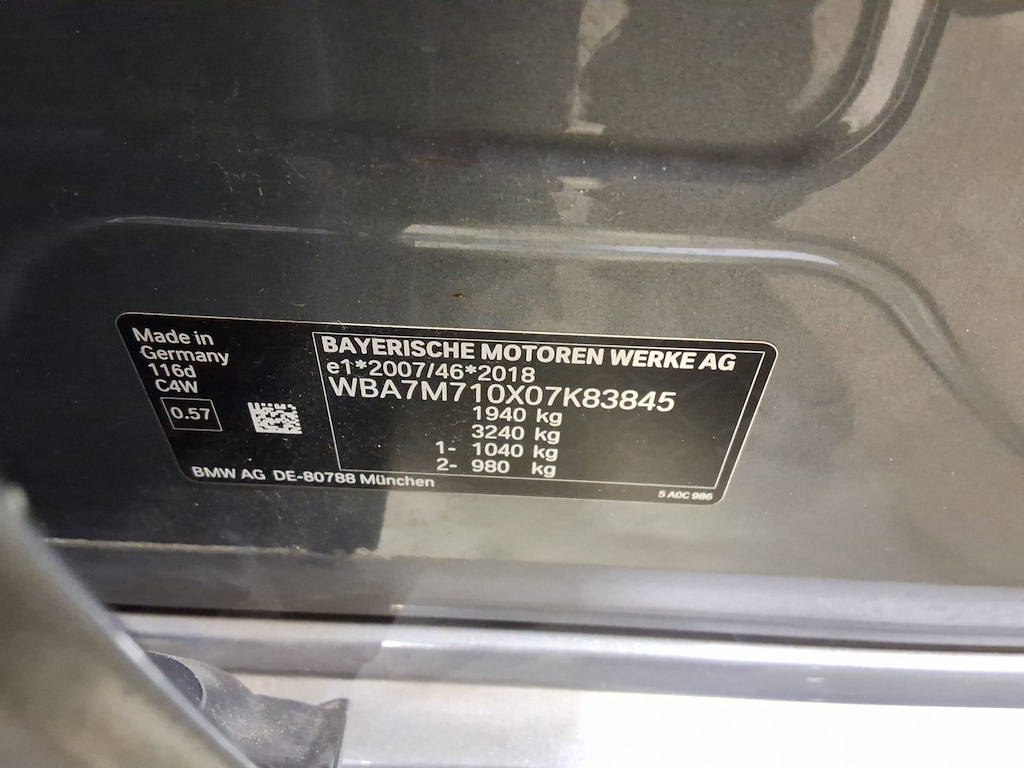 Made in
Germany
116d
C4W
0.57
BMW AG DE-80788 München
BAYERISCHE MOTOREN WERKE AG
e1*2007/46*2018
WBA7M710X07K83845
1940 kg
3240 kg
1- 1040 kg
2- 980 kg
5 A0C 986